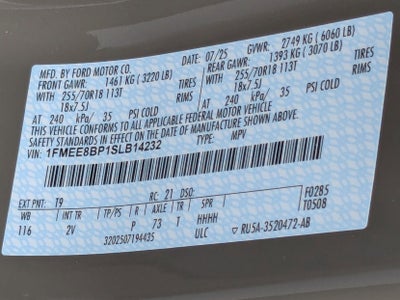 MFD. BY FORD MOTOR CO. 07/25 GVWR: 2749 KG (6060 LB)
FRONT GAWR: 1461 KG (3220 LB) REAR GAWR: 1393 KG (3070 LB)
WITH 255/70R18 113T TIRES WITH 255/70R18 113T TIRES
18x7.5J RIMS 18x7.5J RIMS
AT 240 kPa/ 35 PSI COLD AT 240 kPa/ 35 PSI COLD
THIS VEHICLE CONFORMS TO ALL APPLICABLE FEDERAL MOTOR VEHICLE
SAFETY STANDARDS IN EFFECT ON THE DATE OF MANUFACTURE SHOWN ABOVE.
VIN: 1FMEE8BP1SLB14232 TYPE: MPV
EXT PNT: T9 RC: 21 DSO: F0285
WB INT TR TP/PS R AXLE TR SPR T0508
116 2V P 73 T HHHH
3202507194435 ULC RU5A-3520472-AB